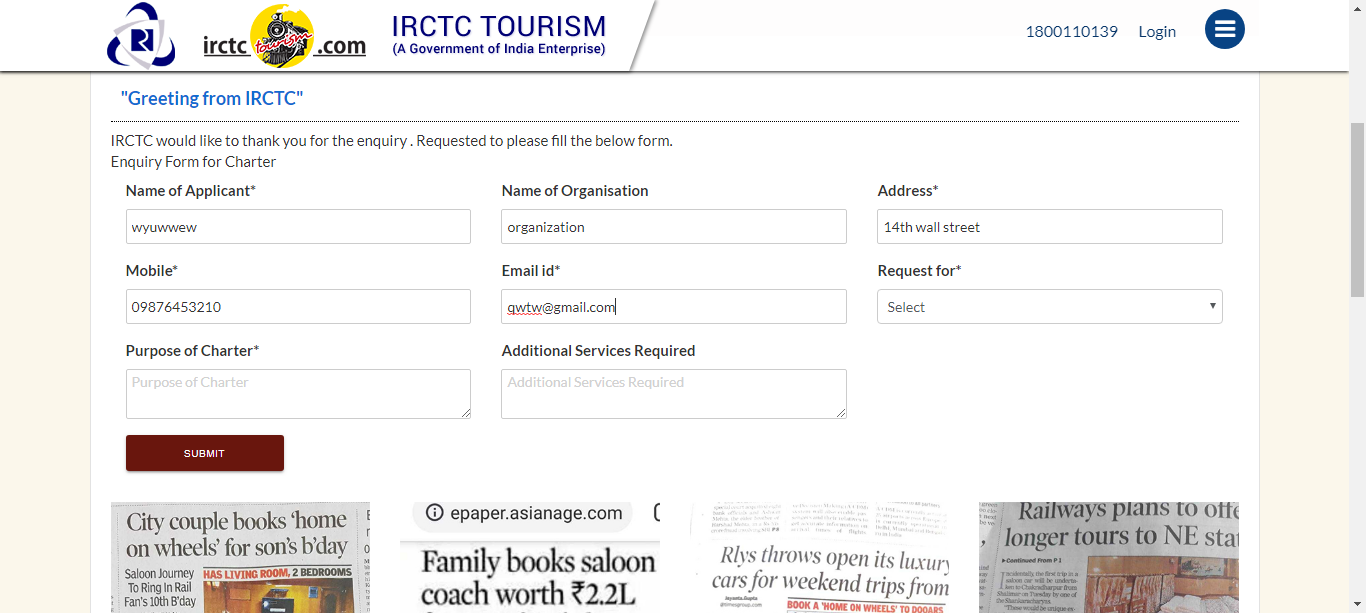 irctc tourism .com
IRCTC TOURISM
(A Government of India Enterprise)
1800110139 Login
"Greeting from IRCTC"
IRCTC would like to thank you for the enquiry . Requested to please fill the below form.
Enquiry Form for Charter
Name of Applicant* Name of Organisation Address*
wyuwwew organization 14th wall street
Mobile* Email id* Request for*
09876453210 qwtw@gmail.com Select
Purpose of Charter* Additional Services Required
Purpose of Charter Additional Services Required
SUBMIT
City couple books 'home
on wheels' for son's b'day
Saloon Journey
To Ring In Rail
Fan's 10th B'day
HAS LIVING ROOM, 2 BEDROOMS
epaper.asianage.com
Family books saloon
coach worth ₹2.2L
Rlys throws open its luxury
cars for weekend trips from
BOOK A 'HOME ON WHEELS' TO DOOARS
Railways plans to offe
longer tours to NE stat
Continued From P 1